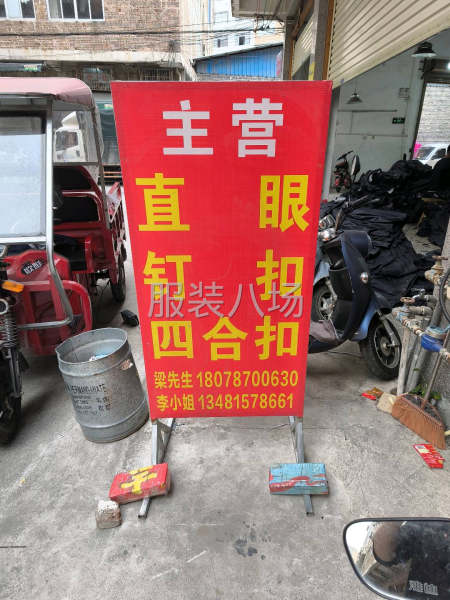 主营
直 眼
钉 扣
四合扣
梁先生 18078700630
李小姐 13481578661
服装八场